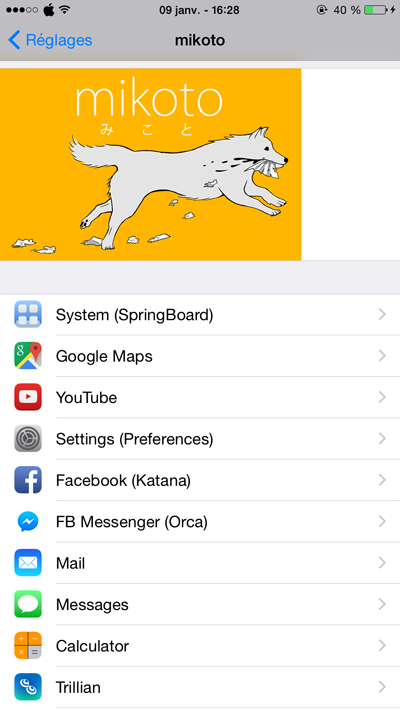 09 janv. - 16:28
40 %
Réglages
mikoto
mikoto
みこと
System (SpringBoard)
Google Maps
YouTube
Settings (Preferences)
Facebook (Katana)
FB Messenger (Orca)
Mail
Messages
Calculator
Trillian